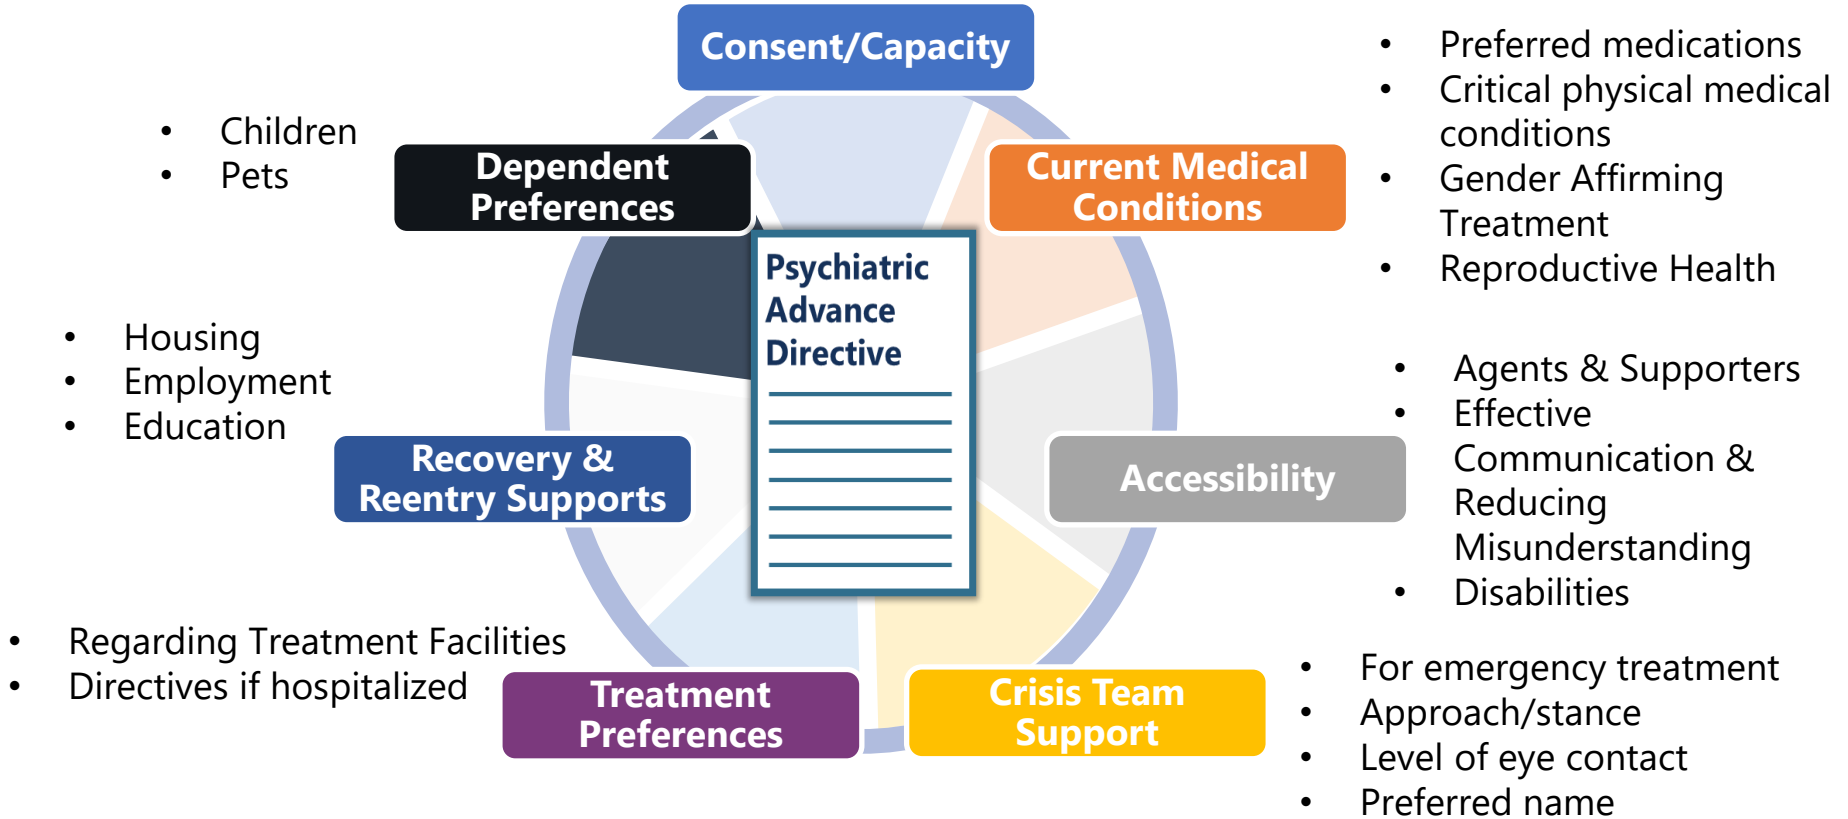 Consent/Capacity
• Preferred medications
• Critical physical medical
conditions
• Gender Affirming
Treatment
• Reproductive Health
Current Medical
Conditions
• Children
• Pets
Dependent
Preferences
Psychiatric
Advance
Directive
• Housing
• Employment
• Education
Recovery &
Reentry Supports
• Agents & Supporters
• Effective
Communication &
Reducing
Misunderstanding
• Disabilities
Accessibility
• Regarding Treatment Facilities
• Directives if hospitalized
Treatment
Preferences
Crisis Team
Support
• For emergency treatment
• Approach/stance
• Level of eye contact
• Preferred name